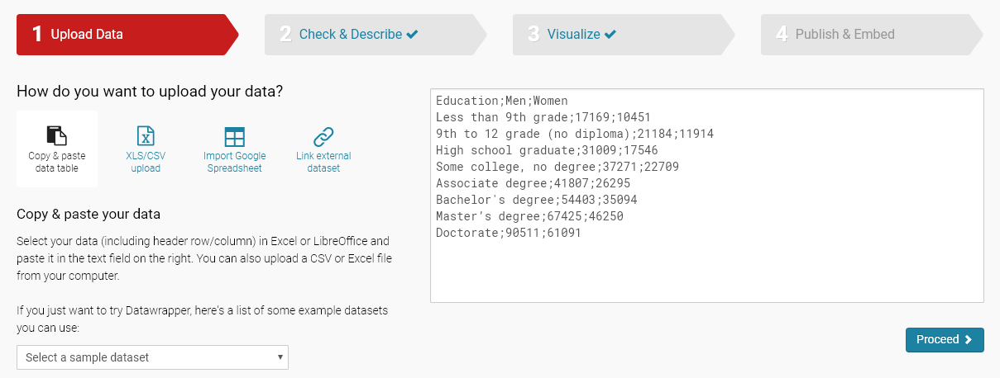 1 Upload Data
2 Check & Describe
3 Visualize
4 Publish & Embed
How do you want to upload your data?
Copy & paste
data table
XLS/CSV
upload
Import Google
Spreadsheet
Link external
dataset
Copy & paste your data
Select your data (including header row/column) in Excel or LibreOffice and
paste it in the text field on the right. You can also upload a CSV or Excel file
from your computer.
If you just want to try Datawrapper, here's a list of some example datasets
you can use:
Select a sample dataset
Education;Men;Women
Less than 9th grade;17169;10451
9th to 12 grade (no diploma);21184;11914
High school graduate;31009;17546
Some college, no degree;37271;22709
Associate degree;41807;26295
Bachelor's degree;54403;35094
Master’s degree;67425;46250
Doctorate;90511;61091
Proceed